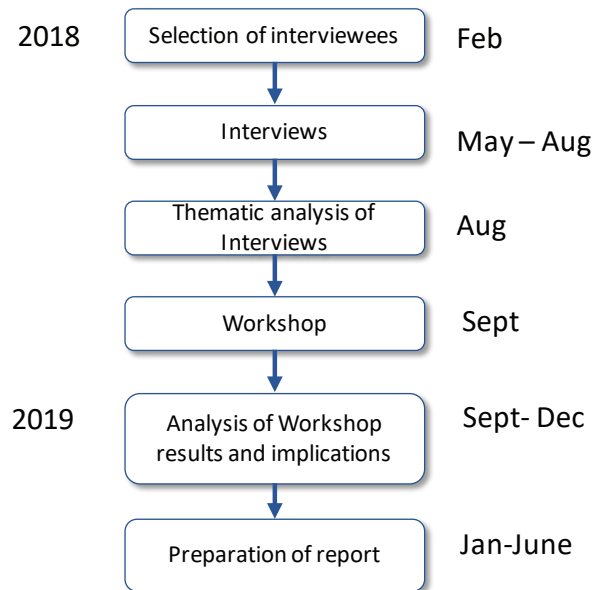 2018
Selection of interviewees
Feb
Interviews
May – Aug
Thematic analysis of
Interviews
Aug
Workshop
Sept
2019
Analysis of Workshop
results and implications
Sept- Dec
Preparation of report
Jan-June